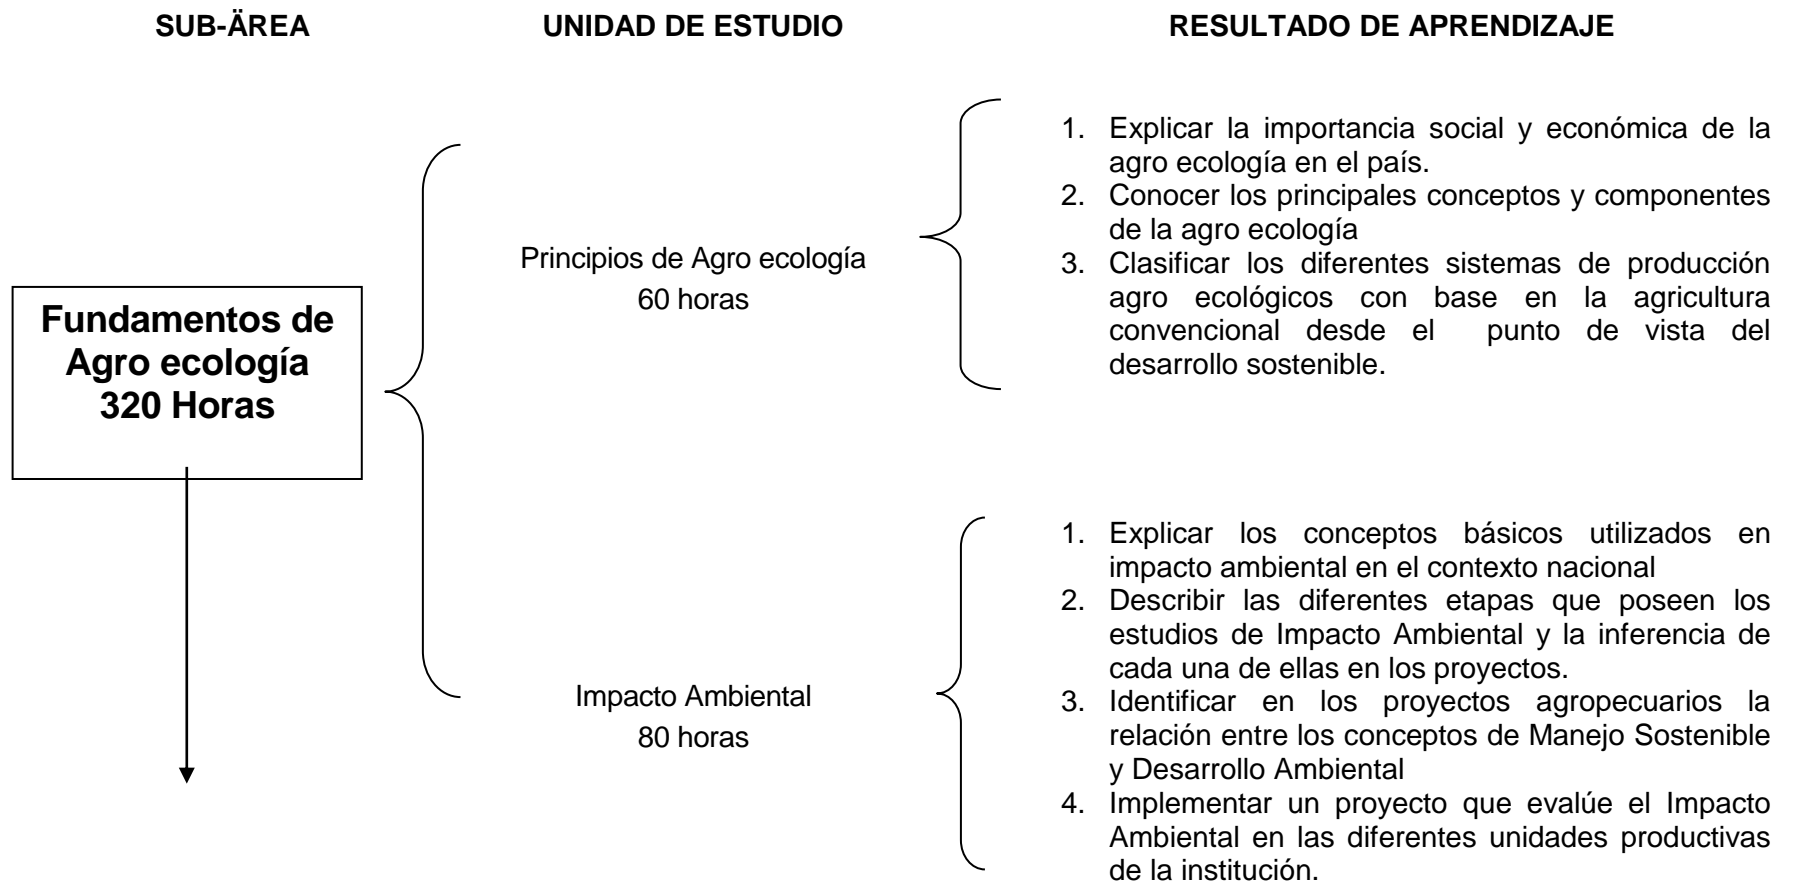 SUB-ÄREA
UNIDAD DE ESTUDIO
RESULTADO DE APRENDIZAJE
Fundamentos de
Agro ecología
320 Horas
Principios de Agro ecología
60 horas
1. Explicar la importancia social y económica de la
agro ecología en el país.
2. Conocer los principales conceptos y componentes
de la agro ecología
3. Clasificar los diferentes sistemas de producción
agro ecológicos con base en la agricultura
convencional desde el punto de vista del
desarrollo sostenible.
Impacto Ambiental
80 horas
1. Explicar los conceptos básicos utilizados en
impacto ambiental en el contexto nacional
2. Describir las diferentes etapas que poseen los
estudios de Impacto Ambiental y la inferencia de
cada una de ellas en los proyectos.
3. Identificar en los proyectos agropecuarios la
relación entre los conceptos de Manejo Sostenible
y Desarrollo Ambiental
4. Implementar un proyecto que evalúe el Impacto
Ambiental en las diferentes unidades productivas
de la institución.